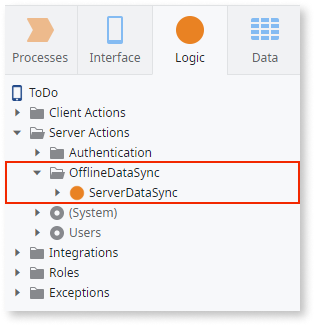 Processes
Interface
Logic
Data
ToDo
Client Actions
Server Actions
Authentication
OfflineDataSync
ServerDataSync
(System)
Users
Integrations
Roles
Exceptions